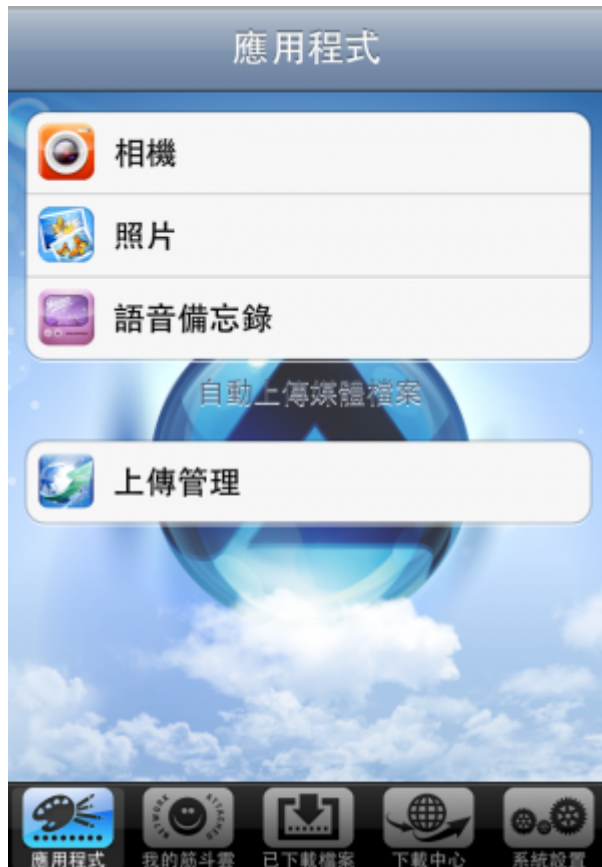 應用程式
相機
照片
語音備忘錄
自動上傳媒體檔案
上傳管理
NETWORK ATTACHED
應用程式 我的筋斗雲 已下載檔案 下載中心 系統設置